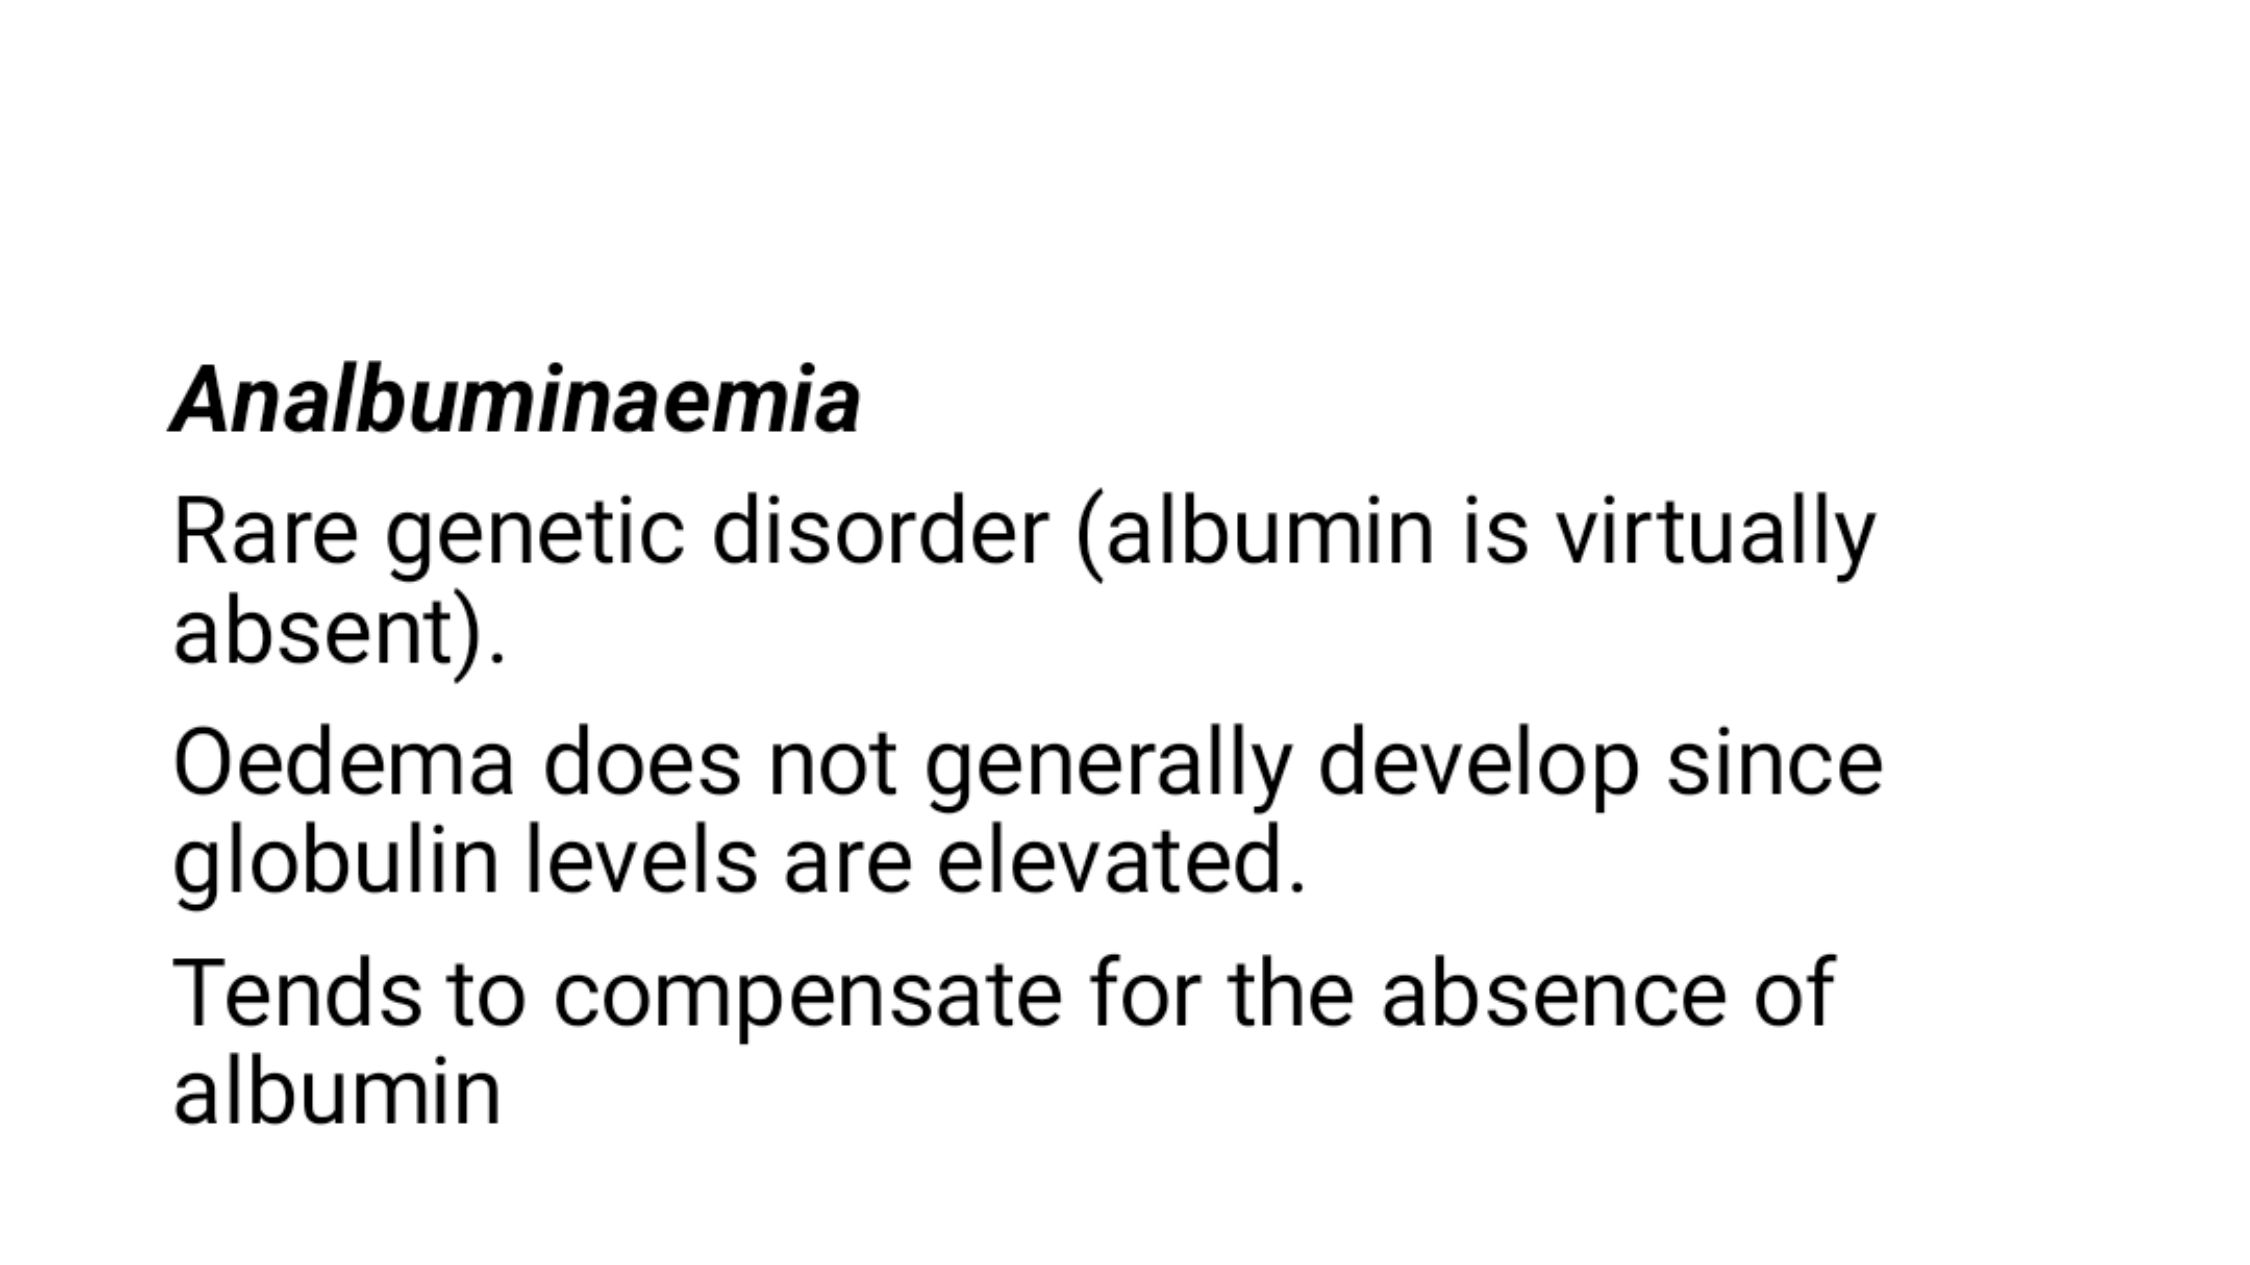 Analbuminaemia
Rare genetic disorder (albumin is virtually
absent).
Oedema does not generally develop since
globulin levels are elevated.
Tends to compensate for the absence of
albumin